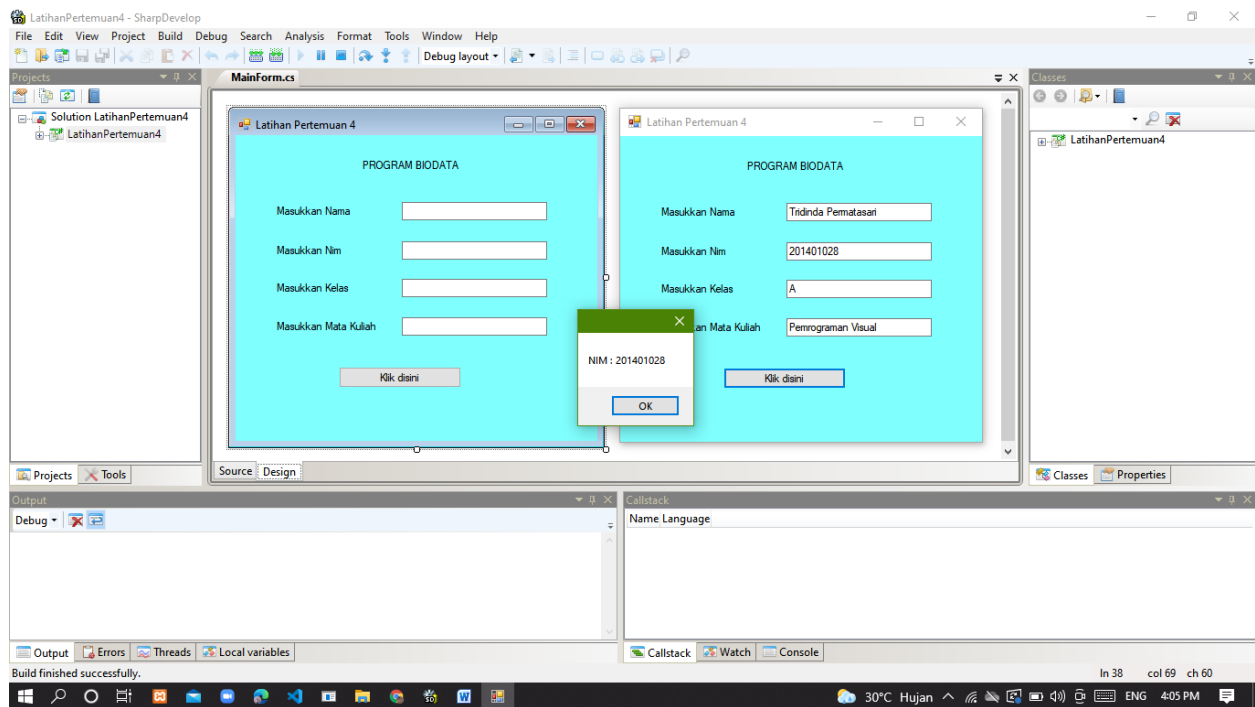 LatihanPertemuan4 - SharpDevelop
File Edit View Project Build Debug Search Analysis Format Tools Window Help
Debug layout
Projects
MainForm.cs
Classes
Solution LatihanPertemuan4
LatihanPertemuan4
LatihanPertemuan4
Latihan Pertemuan 4
PROGRAM BIODATA
Masukkan Nama
Masukkan Nim
Masukkan Kelas
Masukkan Mata Kuliah
Klik disini
Latihan Pertemuan 4
PROGRAM BIODATA
Masukkan Nama Tridinda Permatasari
Masukkan Nim 201401028
Masukkan Kelas A
an Mata Kuliah Pemrograman Visual
Klik disini
NIM : 201401028
OK
Source Design
Projects Tools
Classes Properties
Output
Debug
Callstack
Name Language
Output Errors Threads Local variables
Callstack Watch Console
Build finished successfully.
ln 38 col 69 ch 60
30°C Hujan ENG 4:05 PM